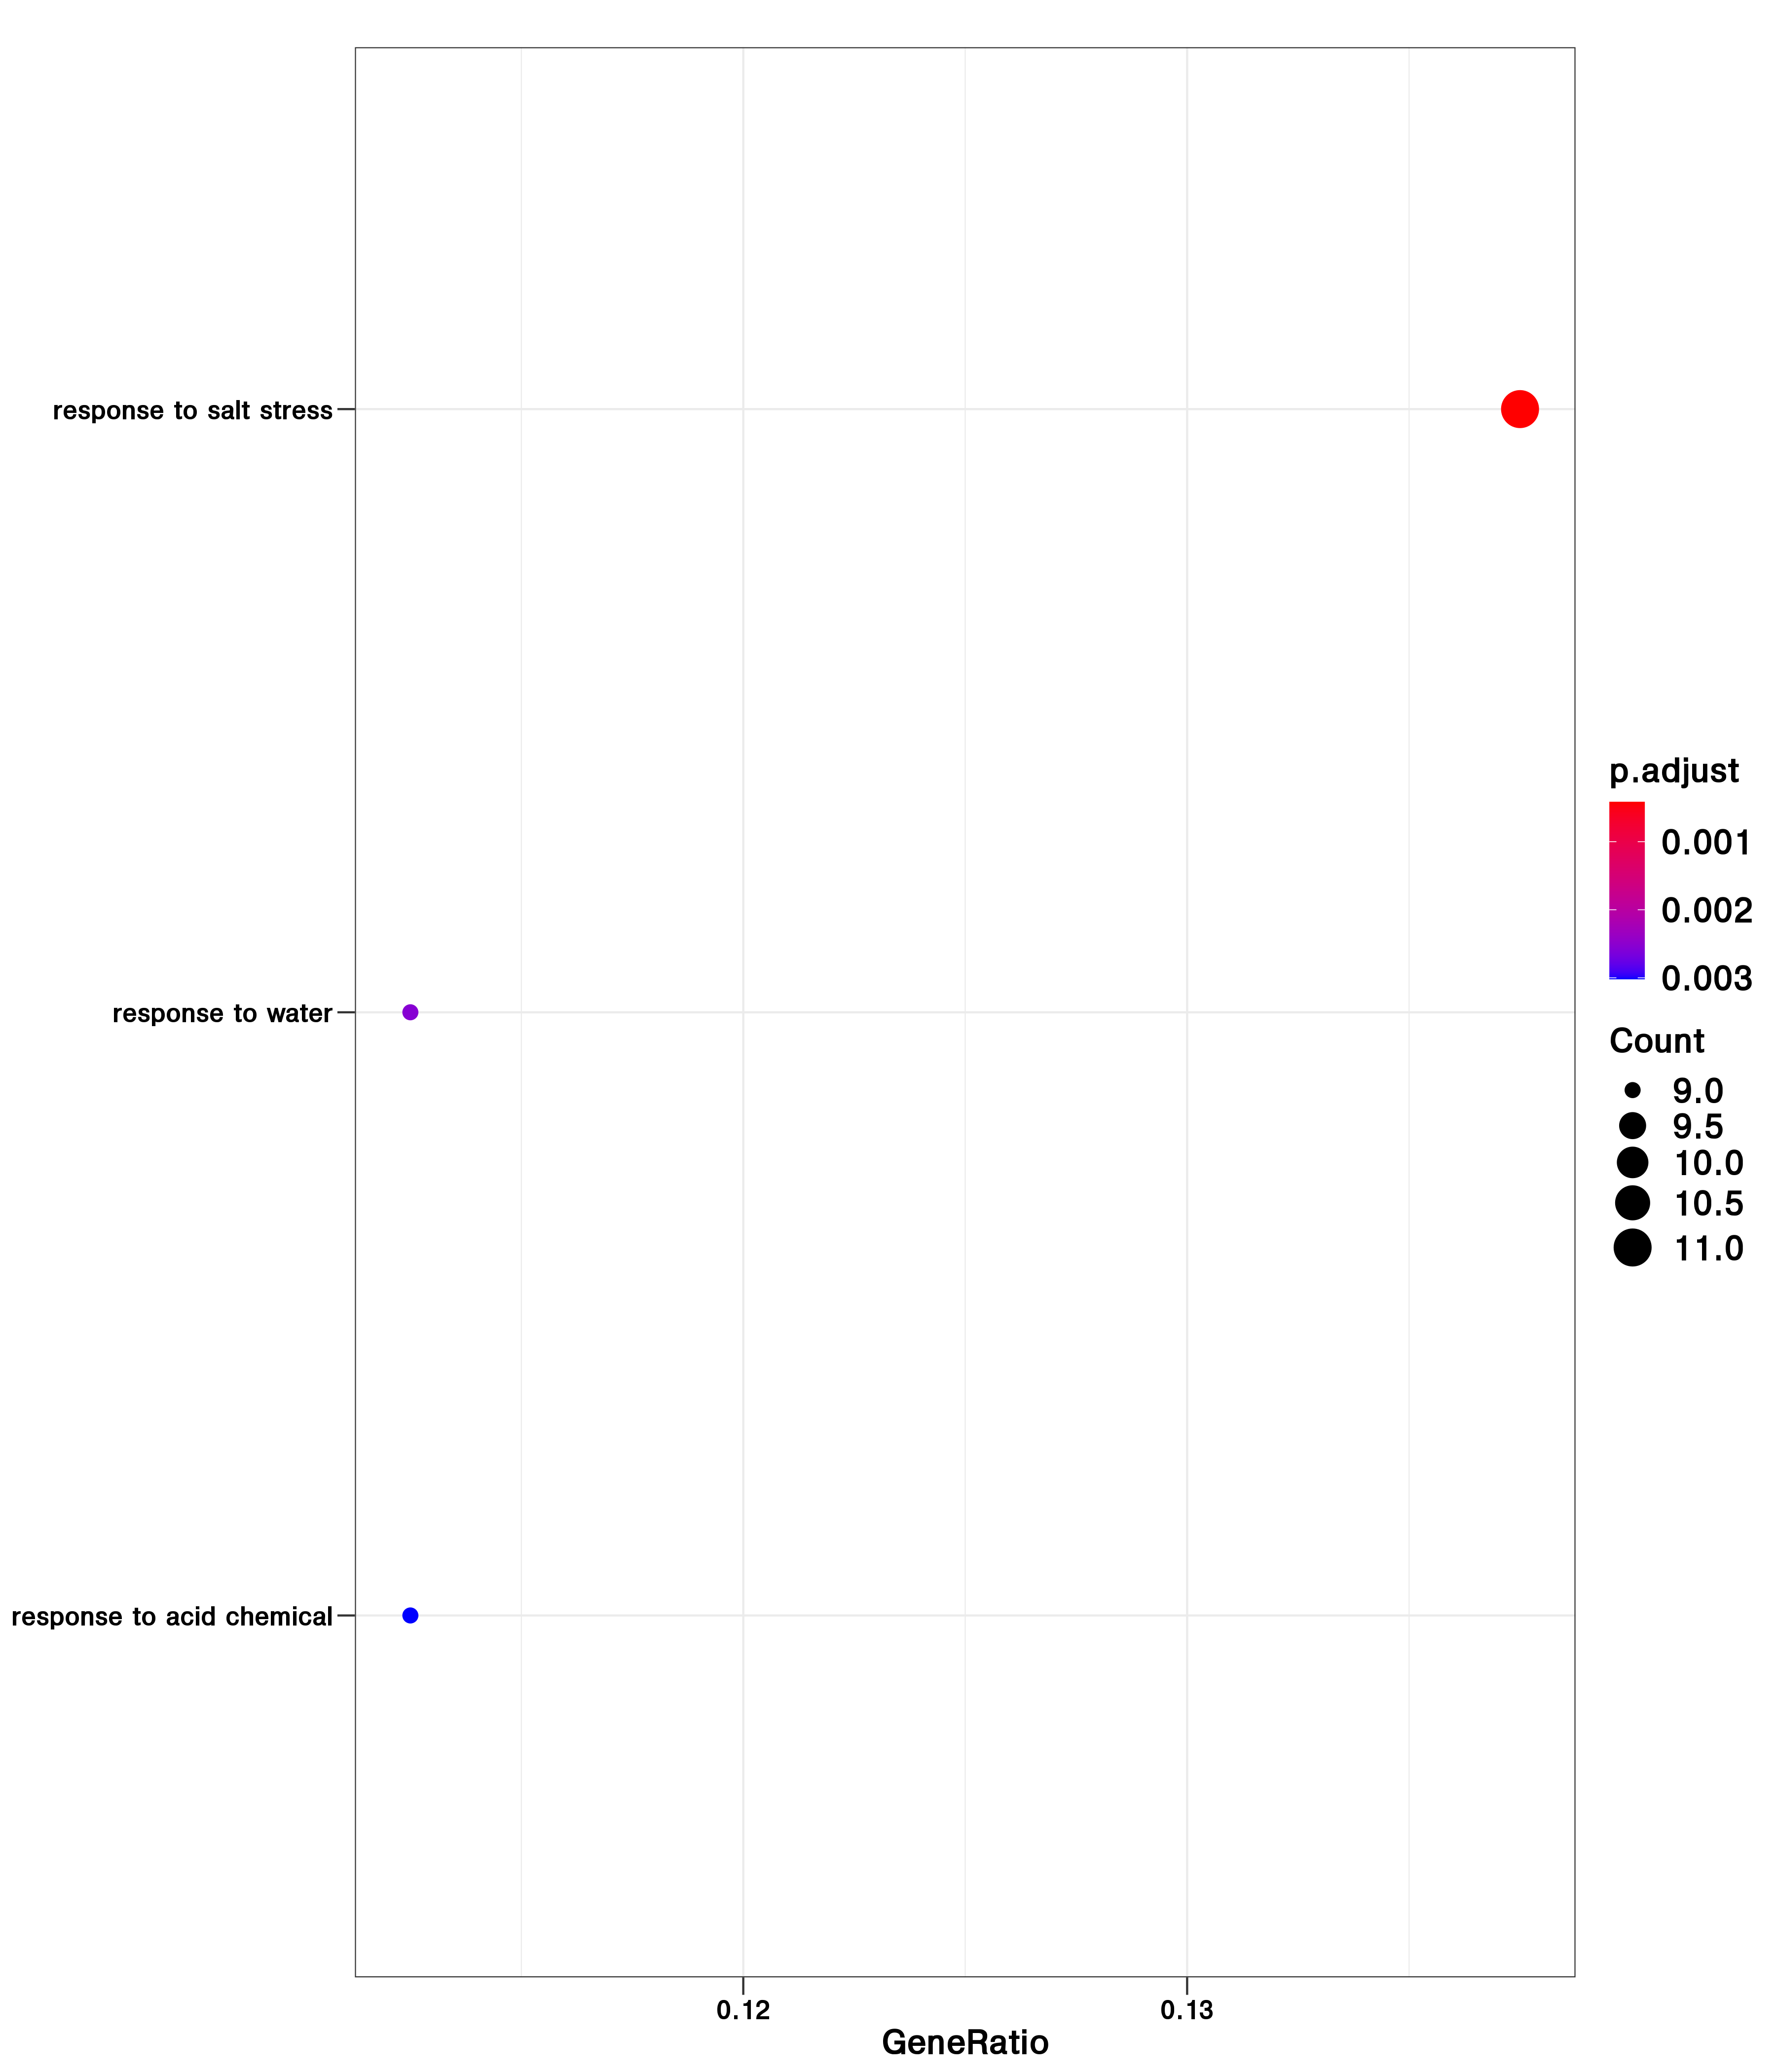 response to salt stress
response to water
response to acid chemical
0.12
0.13
GeneRatio
p.adjust
0.001
0.002
0.003
Count
9.0
9.5
10.0
10.5
11.0